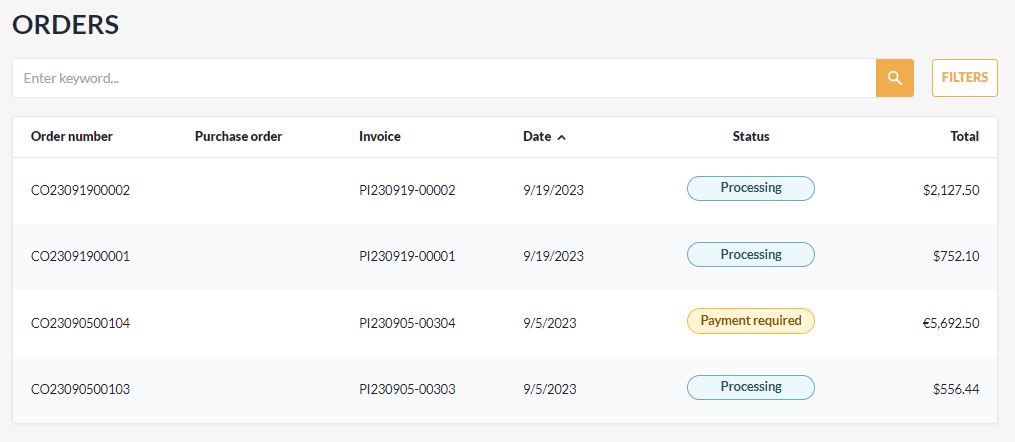 ORDERS
Enter keyword...
FILTERS
Order number Purchase order Invoice Date Status Total
CO23091900002 PI230919-00002 9/19/2023 Processing $2,127.50
CO23091900001 PI230919-00001 9/19/2023 Processing $752.10
CO23090500104 PI230905-00304 9/5/2023 Payment required €5,692.50
CO23090500103 PI230905-00303 9/5/2023 Processing $556.44